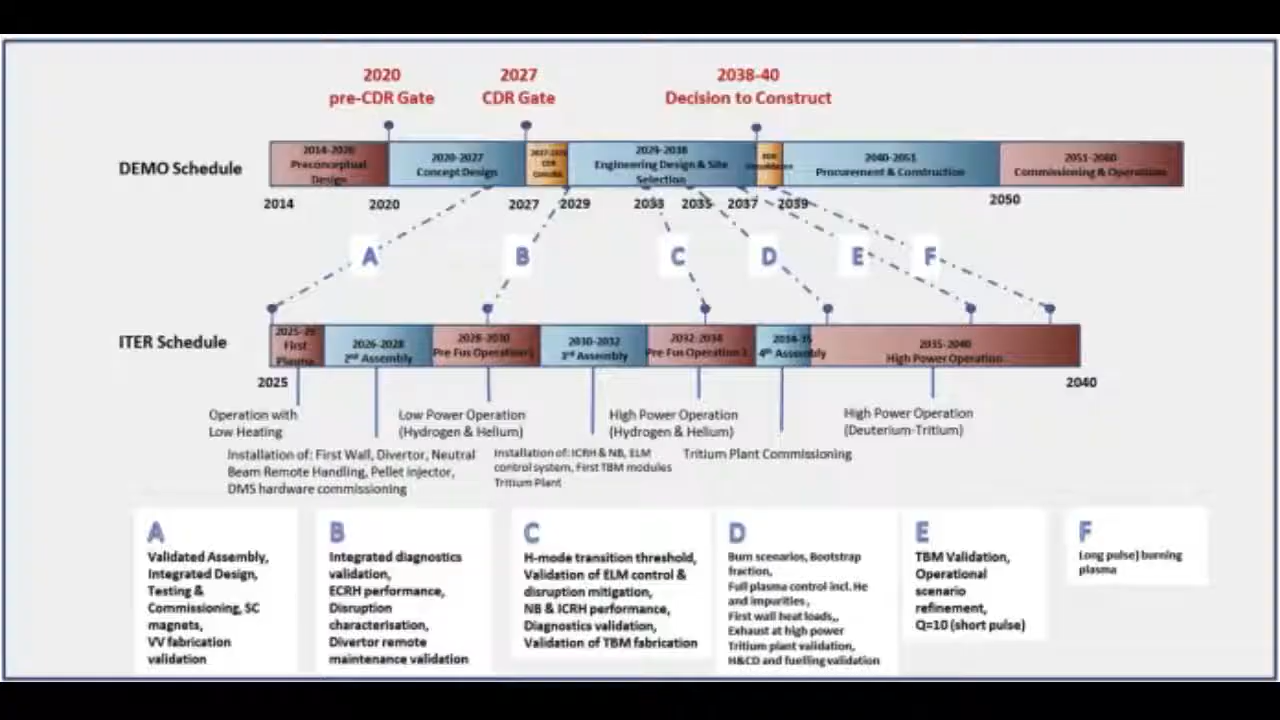 2020
pre-CDR Gate
2027
CDR Gate
2038-40
Decision to Construct
DEMO Schedule
2014-2020
Preconceptual
Design
2020-2027
Concept Design
CDR
2029-2038
Engineering Design & Site
Selection
2040-2051
Procurement & Construction
2051-2060
Commissioning & Operations
2014
2020
2027
2029
2033
2035
2037
2039
2050
A
B
C
D
E
F
ITER Schedule
First
Plasma
2026-2028
2nd Assembly
2028-2030
Pre Fus Operation
2030-2032
3rd Assembly
2032-2034
Pre Fus Operation 2
2034-35
4th Assembly
2035-2040
High Power Operation
2025
2040
Operation with
Low Heating
Low Power Operation
(Hydrogen & Helium)
High Power Operation
(Hydrogen & Helium)
High Power Operation
(Deuterium-Tritium)
Installation of: First Wall, Divertor, Neutral
Beam Remote Handling, Pellet Injector,
DMS hardware commissioning
Installation of: ICRH & NB, ELM
control system, First TBM modules
Tritium Plant
Tritium Plant Commissioning
A
Validated Assembly,
Integrated Design,
Testing &
Commissioning, SC
magnets,
VV fabrication
validation
B
Integrated diagnostics
validation,
ECRH performance,
Disruption
characterisation,
Divertor remote
maintenance validation
C
H-mode transition threshold,
Validation of ELM control &
disruption mitigation,
NB & ICRH performance,
Diagnostics validation,
Validation of TBM fabrication
D
Burn scenarios, Bootstrap
fraction,
Full plasma control incl. He
and impurities,
First wall heat loads,,
Exhaust at high power
Tritium plant validation,
H&CD and fuelling validation
E
TBM Validation,
Operational
scenario
refinement,
Q=10 (short pulse)
F
Long pulse) burning
plasma